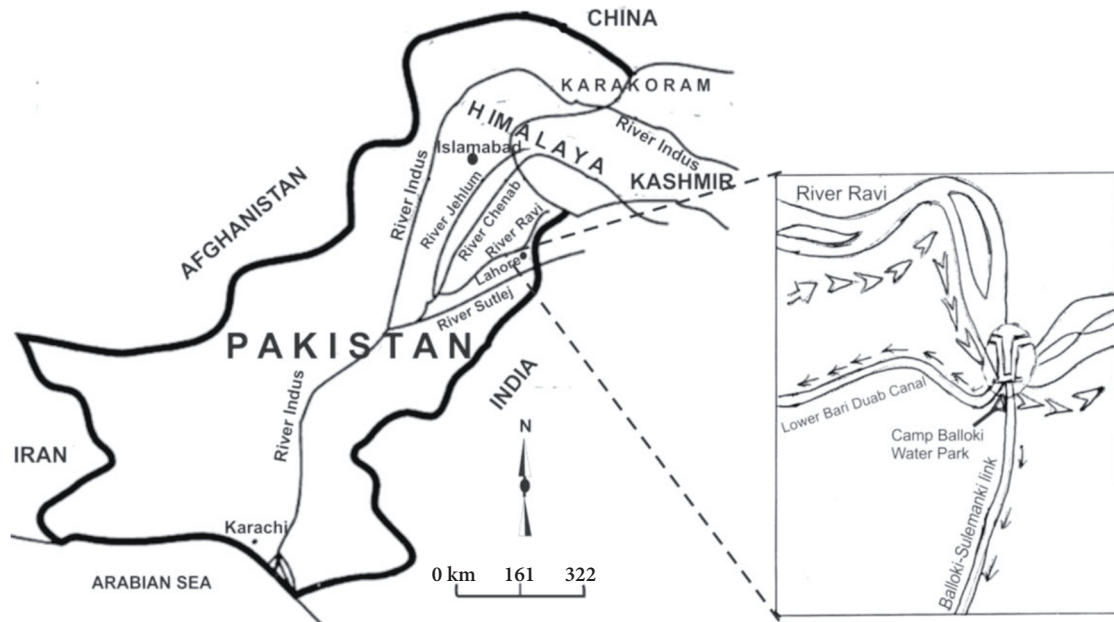 CHINA
KARAKORAM
HIMALAYA
River Indus
Islamabad
KASHMIR
River Indus
River Jehlum
River Chenab
River Ravi
AFGHANISTAN
Lahore
River Sutlej
PAKISTAN
INDIA
River Indus
IRAN
N
Karachi
ARABIAN SEA
0 km 161 322
River Ravi
Lower Bari Duab Canal
Camp Balloki
Water Park
Balloki-Sulemanki link